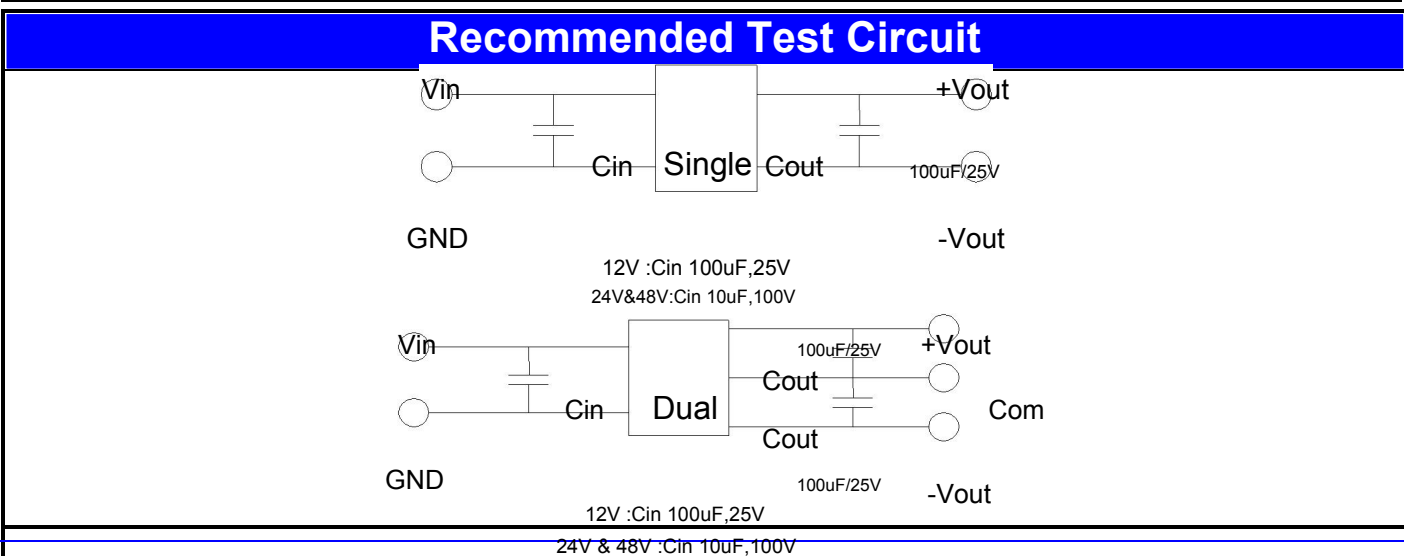 Recommended Test Circuit
Vin +Vout
Cin Single Cout 100uF/25V
GND -Vout
12V :Cin 100uF,25V
24V&48V:Cin 10uF,100V
Vin 100uF/25V +Vout
Cout
Cin Dual Com
Cout
GND 100uF/25V -Vout
12V :Cin 100uF,25V
24V & 48V :Cin 10uF,100V